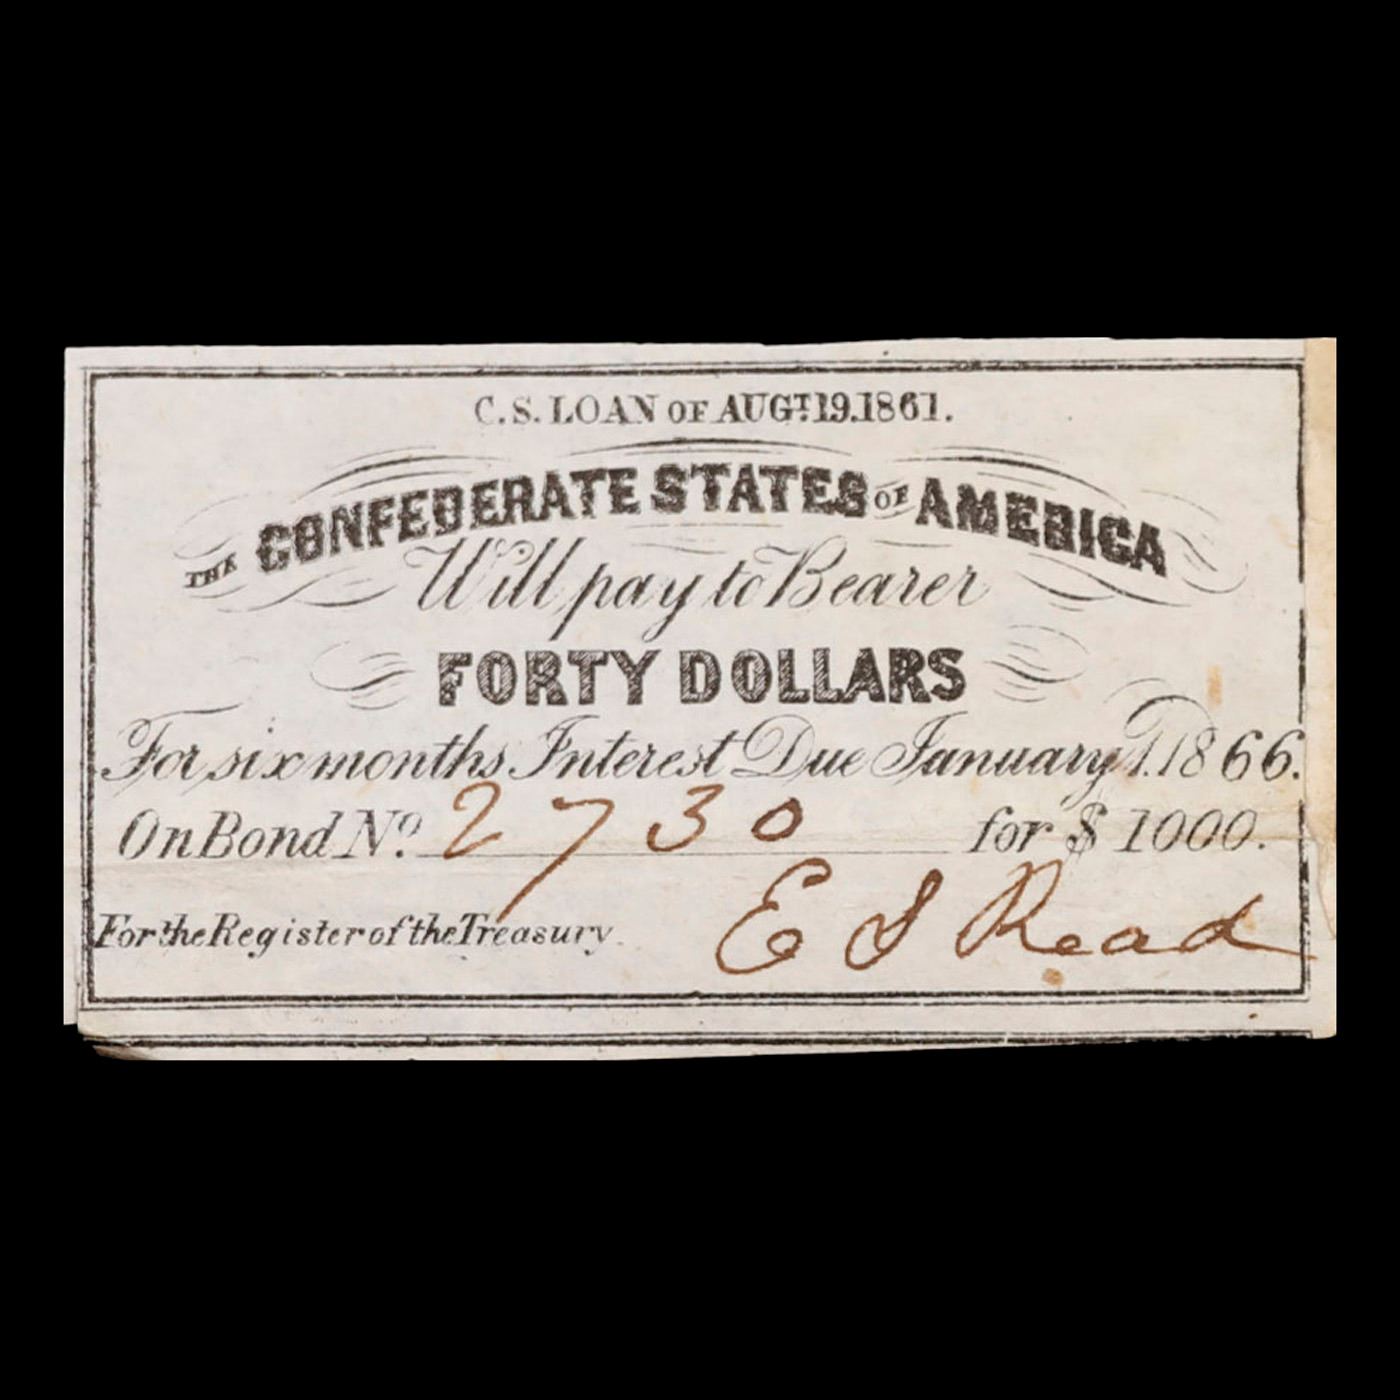 C.S. LOAN OF AUGT. 19. 1861.
THE CONFEDERATE STATES OF AMERICA
Will pay to Bearer
FORTY DOLLARS
For six months Interest Due January 1. 1866.
On Bond No. 2730 for $ 1000.
For the Register of the Treasury. E S Read